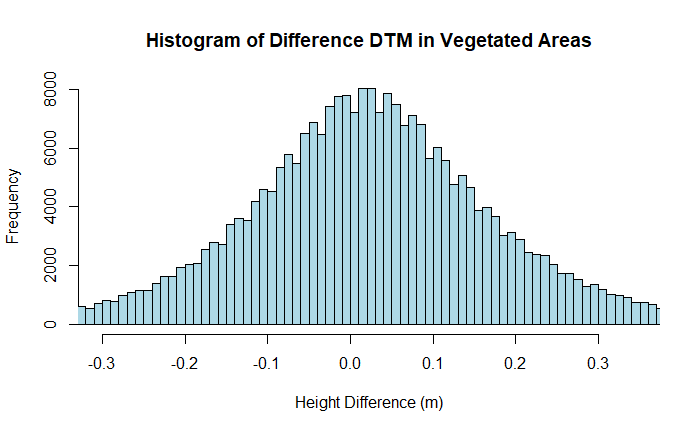 Histogram of Difference DTM in Vegetated Areas
8000
6000
4000
2000
0
Frequency
-0.3 -0.2 -0.1 0.0 0.1 0.2 0.3
Height Difference (m)